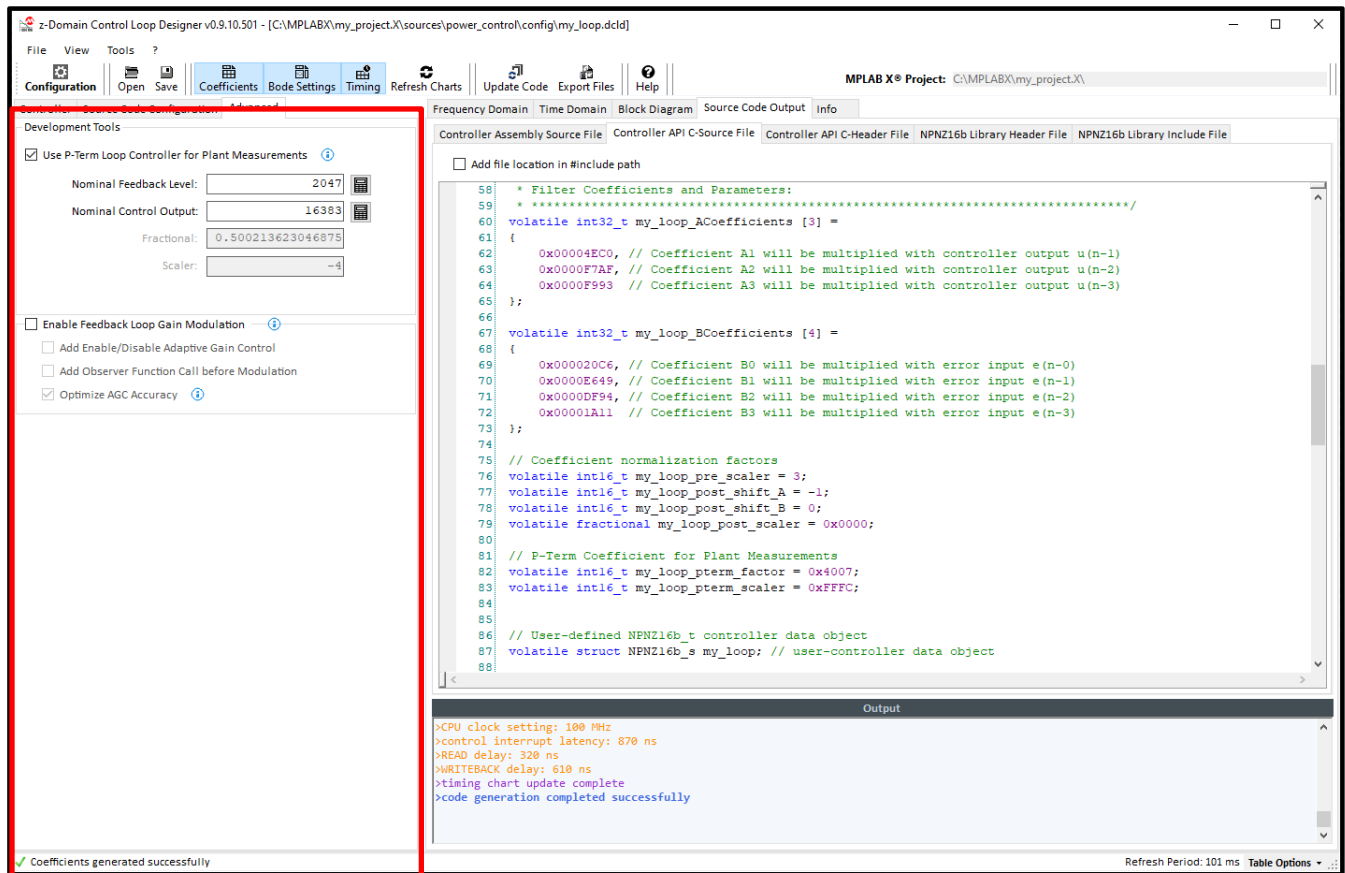 z-Domain Control Loop Designer v0.9.10.501 - [C:\MPLABX\my_project.X\sources\power_control\config\my_loop.dcld]
File View Tools ?
Configuration Open Save Coefficients Bode Settings Timing Refresh Charts Update Code Export Files Help MPLAB X® Project: C:\MPLABX\my_project.X\
Controller Source Code Configuration Advanced
Development Tools
Use P-Term Loop Controller for Plant Measurements
Nominal Feedback Level: 2047
Nominal Control Output: 16383
Fractional: 0.500213623046875
Scaler: -4
Enable Feedback Loop Gain Modulation
Add Enable/Disable Adaptive Gain Control
Add Observer Function Call before Modulation
Optimize AGC Accuracy
Frequency Domain Time Domain Block Diagram Source Code Output Info
Controller Assembly Source File Controller API C-Source File Controller API C-Header File NPNZ16b Library Header File NPNZ16b Library Include File
Add file location in #include path
58 * Filter Coefficients and Parameters:
59 * ********************************************************************************/
60 volatile int32_t my_loop_ACoefficients [3] =
61 {
62 0x00004EC0, // Coefficient A1 will be multiplied with controller output u(n-1)
63 0x0000F7AF, // Coefficient A2 will be multiplied with controller output u(n-2)
64 0x0000F993 // Coefficient A3 will be multiplied with controller output u(n-3)
65 };
66
67 volatile int32_t my_loop_BCoefficients [4] =
68 {
69 0x000020C6, // Coefficient B0 will be multiplied with error input e(n-0)
70 0x0000E649, // Coefficient B1 will be multiplied with error input e(n-1)
71 0x0000DF94, // Coefficient B2 will be multiplied with error input e(n-2)
72 0x00001A11 // Coefficient B3 will be multiplied with error input e(n-3)
73 };
74
75 // Coefficient normalization factors
76 volatile int16_t my_loop_pre_scaler = 3;
77 volatile int16_t my_loop_post_shift_A = -1;
78 volatile int16_t my_loop_post_shift_B = 0;
79 volatile fractional my_loop_post_scaler = 0x0000;
80
81 // P-Term Coefficient for Plant Measurements
82 volatile int16_t my_loop_pterm_factor = 0x4007;
83 volatile int16_t my_loop_pterm_scaler = 0xFFFC;
84
85
86 // User-defined NPNZ16b_t controller data object
87 volatile struct NPNZ16b_s my_loop; // user-controller data object
88
Output
>CPU clock setting: 100 MHz
>control interrupt latency: 870 ns
>READ delay: 320 ns
>WRITEBACK delay: 610 ns
>timing chart update complete
>code generation completed successfully
Coefficients generated successfully
Refresh Period: 101 ms Table Options